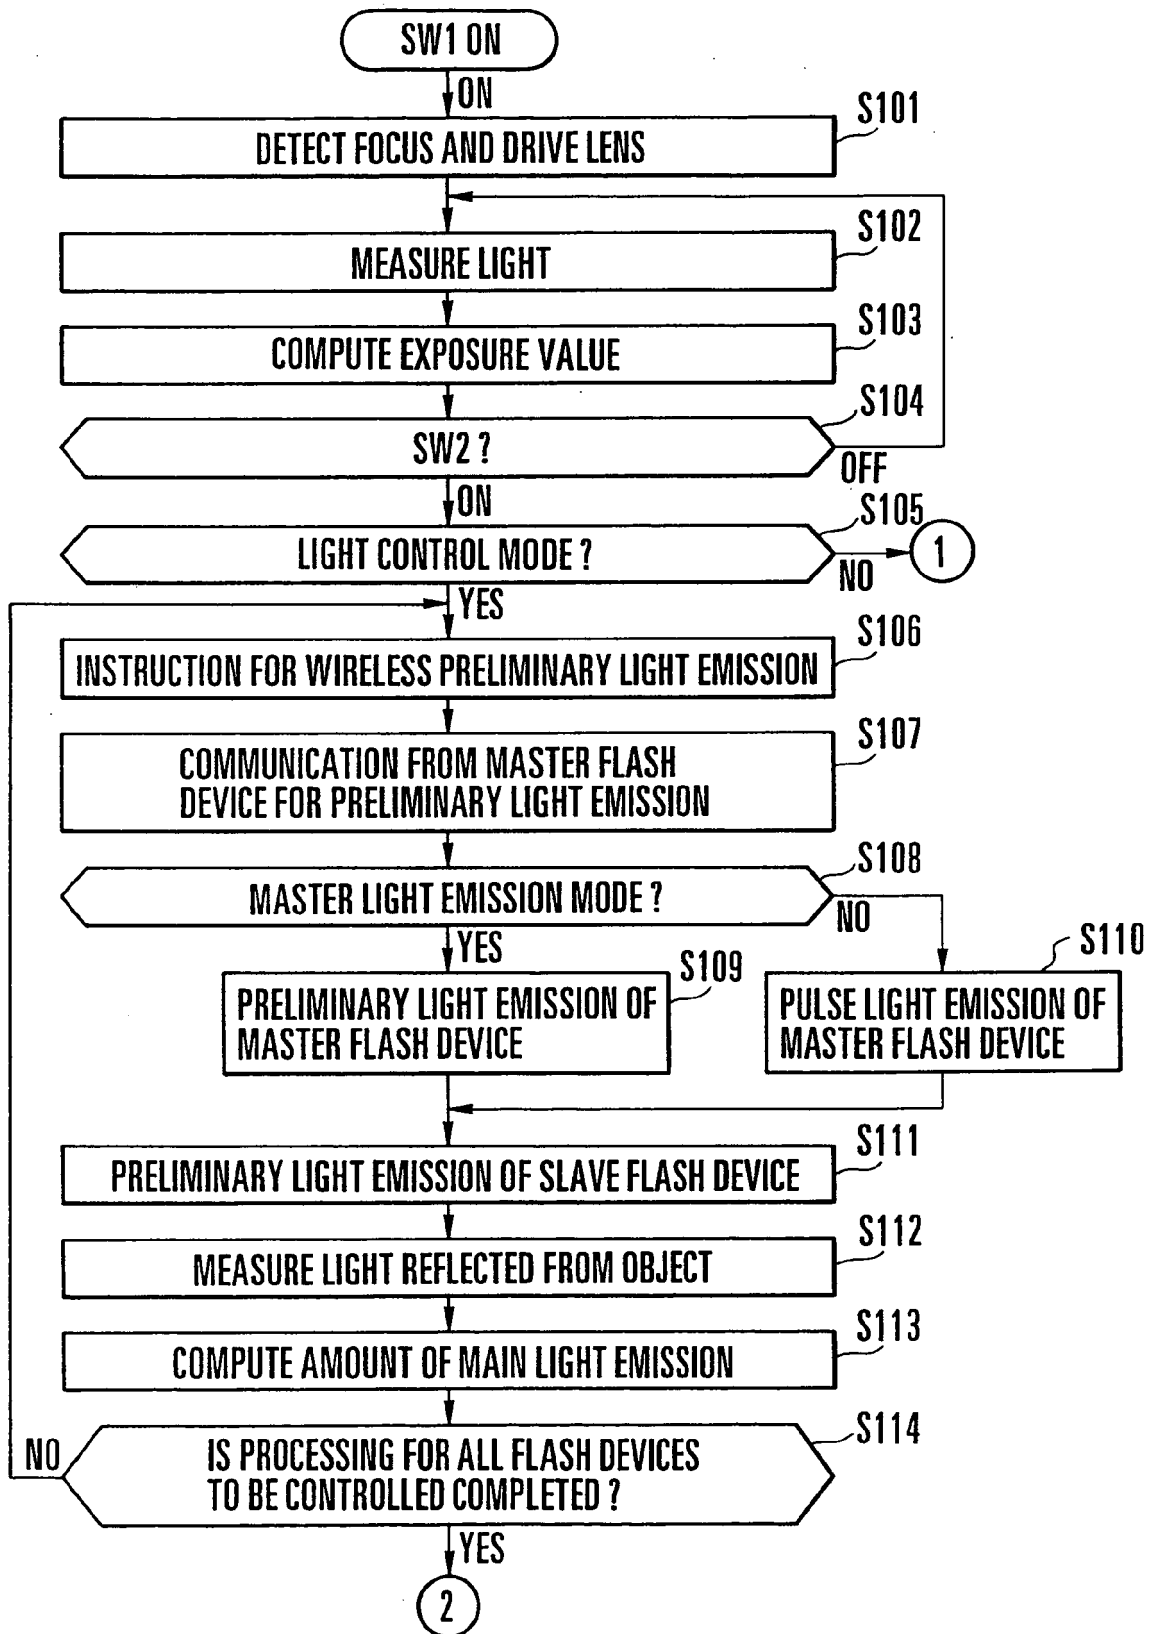 SW1 ON
ON
S101
DETECT FOCUS AND DRIVE LENS
S102
MEASURE LIGHT
S103
COMPUTE EXPOSURE VALUE
S104
SW2 ?
OFF
ON
S105
LIGHT CONTROL MODE ?
1
NO
YES
S106
INSTRUCTION FOR WIRELESS PRELIMINARY LIGHT EMISSION
S107
COMMUNICATION FROM MASTER FLASH
DEVICE FOR PRELIMINARY LIGHT EMISSION
S108
MASTER LIGHT EMISSION MODE ?
NO
YES
S109
PRELIMINARY LIGHT EMISSION OF
MASTER FLASH DEVICE
S110
PULSE LIGHT EMISSION OF
MASTER FLASH DEVICE
S111
PRELIMINARY LIGHT EMISSION OF SLAVE FLASH DEVICE
S112
MEASURE LIGHT REFLECTED FROM OBJECT
S113
COMPUTE AMOUNT OF MAIN LIGHT EMISSION
S114
NO
IS PROCESSING FOR ALL FLASH DEVICES
TO BE CONTROLLED COMPLETED ?
YES
2